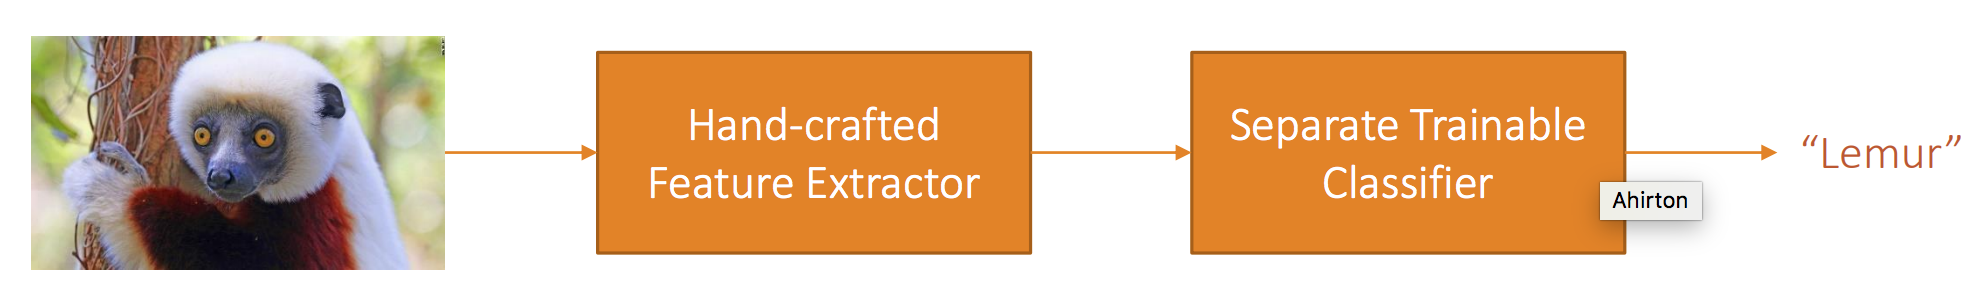 Hand-crafted
Feature Extractor
Separate Trainable
Classifier
Ahirton
“Lemur”